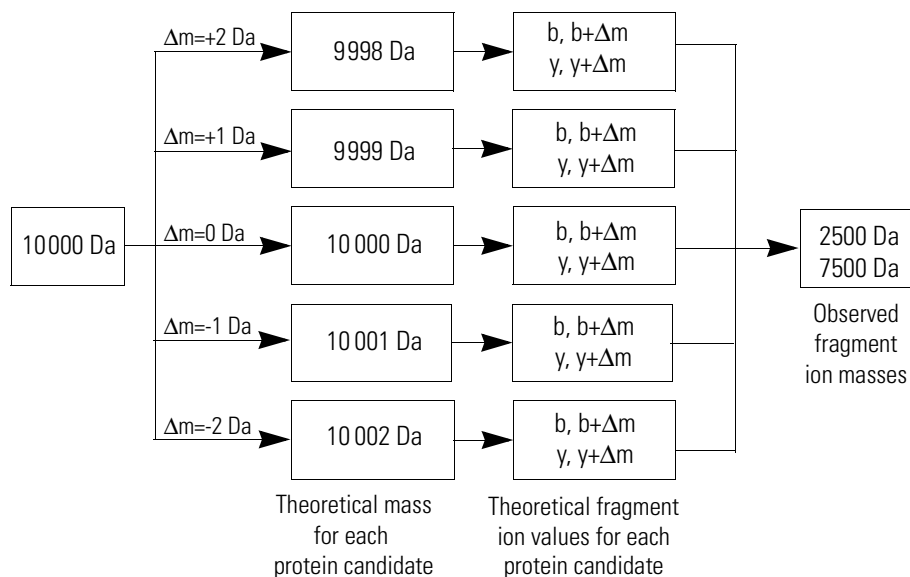 Δm=+2 Da
9998 Da
b, b+Δm
y, y+Δm
Δm=+1 Da
9999 Da
b, b+Δm
y, y+Δm
10000 Da
Δm=0 Da
10000 Da
b, b+Δm
y, y+Δm
2500 Da
7500 Da
Observed
fragment
ion masses
Δm=-1 Da
10001 Da
b, b+Δm
y, y+Δm
Δm=-2 Da
10002 Da
b, b+Δm
y, y+Δm
Theoretical mass
for each
protein candidate
Theoretical fragment
ion values for each
protein candidate